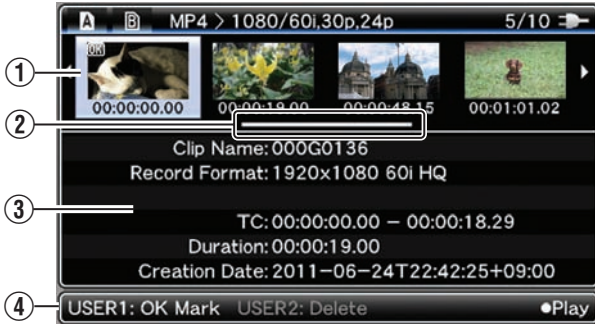 A B MP4 > 1080/60i,30p,24p 5/10
① OK
00:00:00.00 00:00:19.00 00:00:48.15 00:01:01.02
②
Clip Name: 000G0136
Record Format: 1920x1080 60i HQ
③
TC: 00:00:00.00 – 00:00:18.29
Duration: 00:00:19.00
Creation Date: 2011-06-24T22:42:25+09:00
④ USER1: OK Mark USER2: Delete ●Play